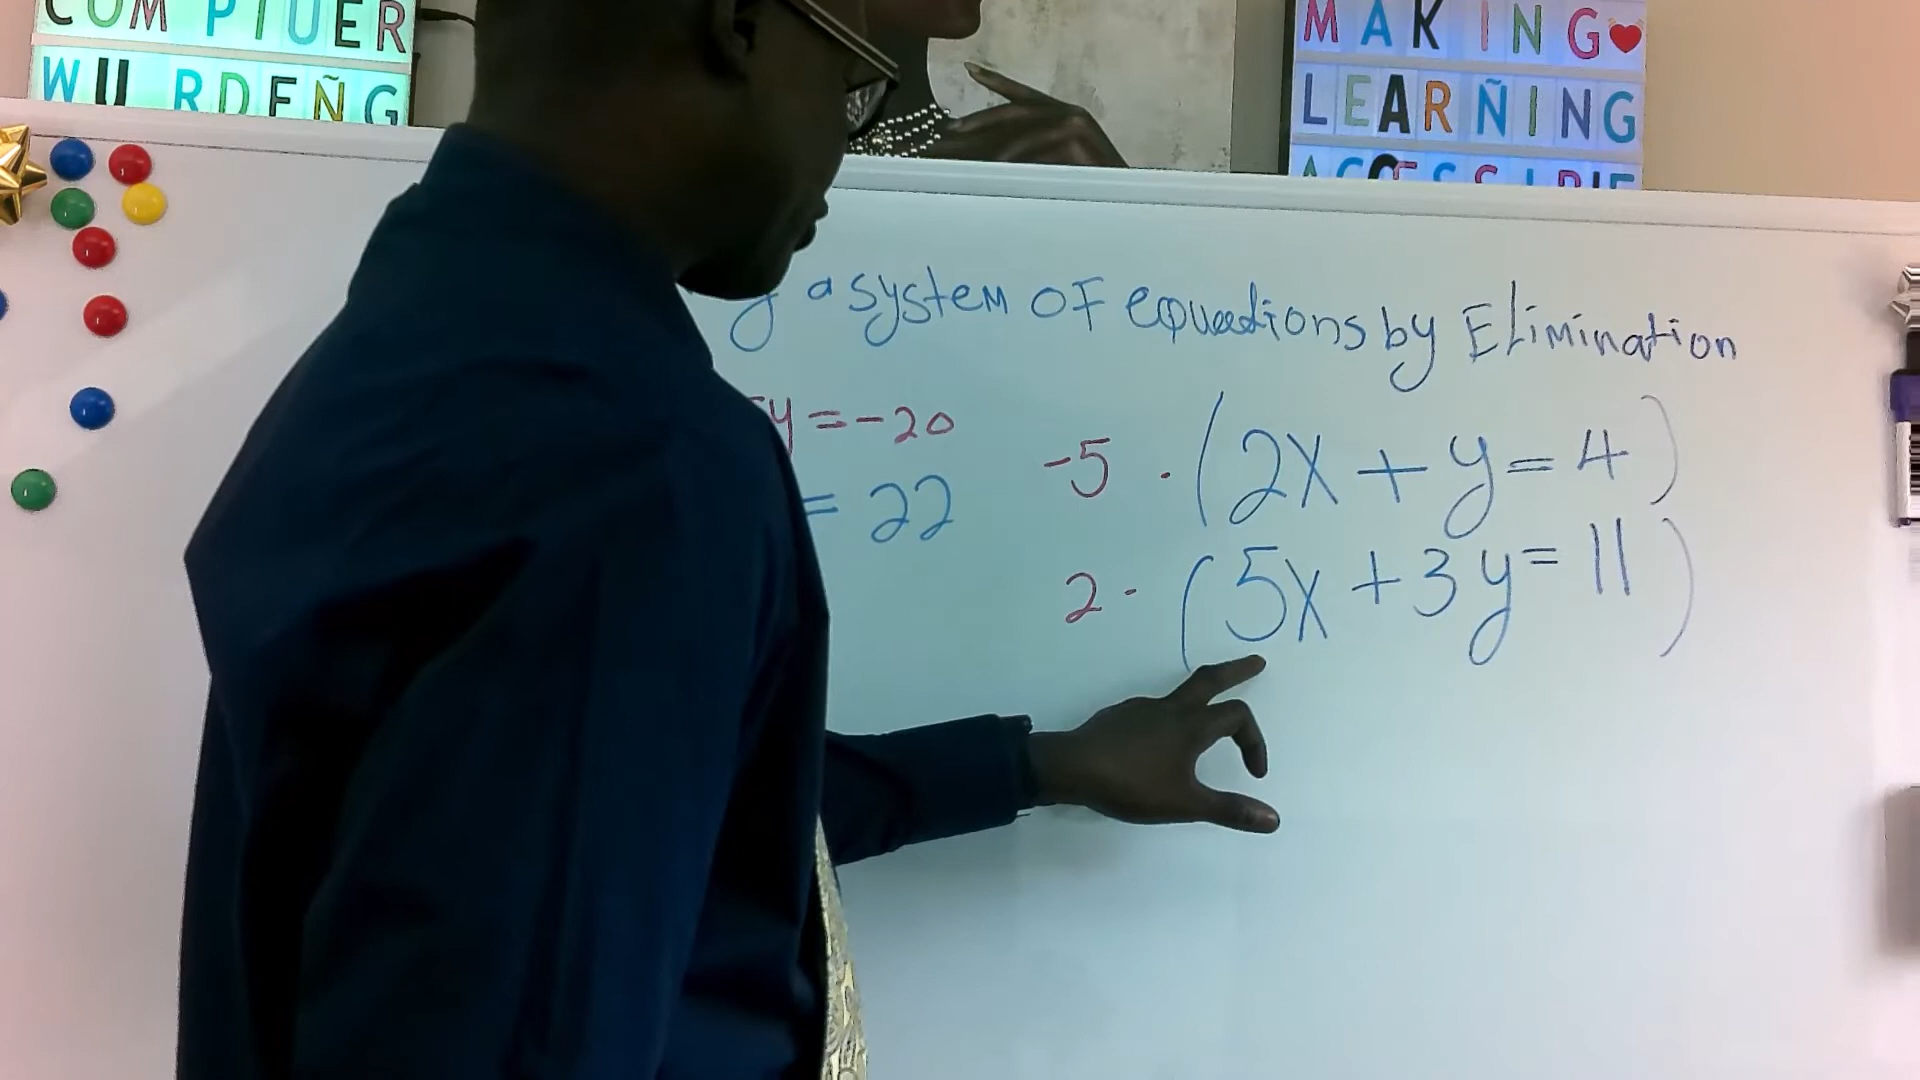 COMPIUER
WU RDEÑG
MAKING
LEARÑING
a system OF equations by Elimination
y = -20
= 22
-5 · (2x + y = 4)
2 · (5x + 3y = 11)